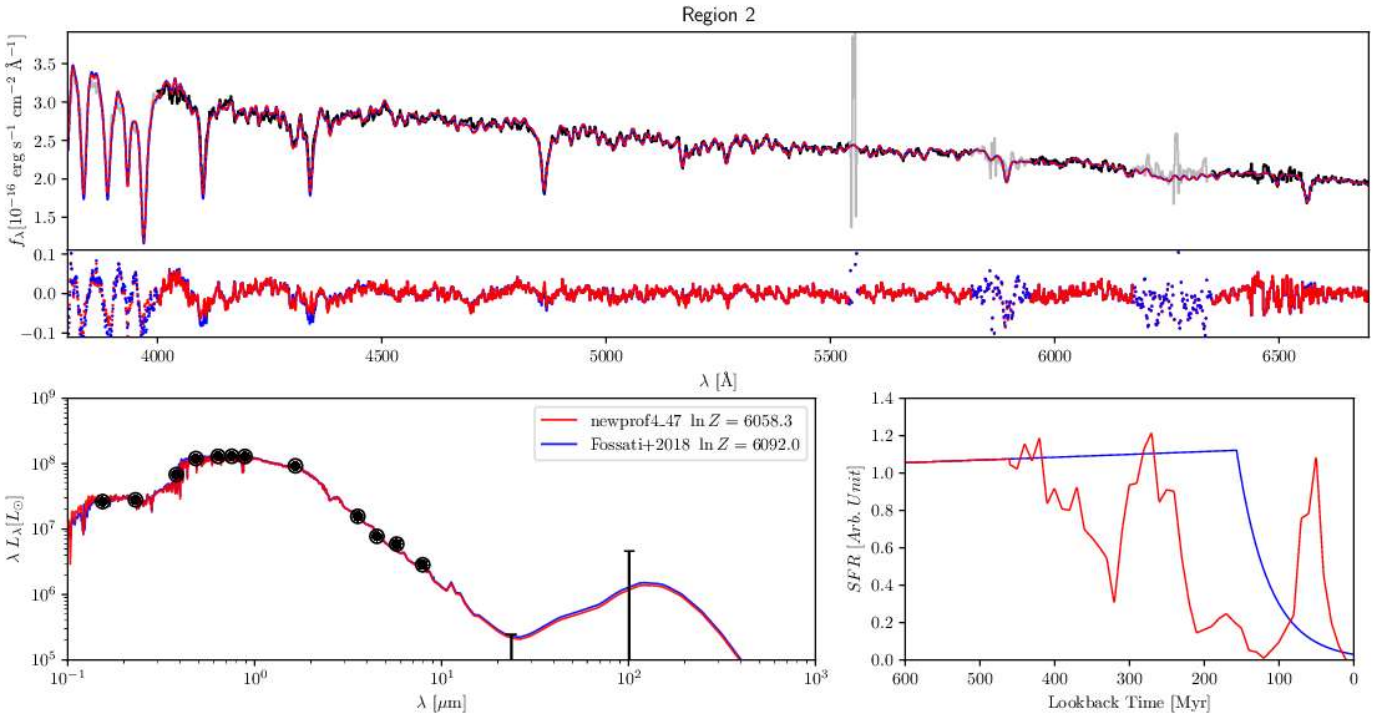 Region 2
f_λ[10⁻¹⁶ erg s⁻¹ cm⁻² Å⁻¹]
3.5
3.0
2.5
2.0
1.5
0.1
0.0
−0.1
4000 4500 5000 5500 6000 6500
λ [Å]
λ L_λ[L_⊙]
10⁹
10⁸
10⁷
10⁶
10⁵
newprof4_47 ln Z = 6058.3
Fossati+2018 ln Z = 6092.0
10⁻¹ 10⁰ 10¹ 10² 10³
λ [μm]
SFR [Arb. Unit]
1.4
1.2
1.0
0.8
0.6
0.4
0.2
0.0
600 500 400 300 200 100 0
Lookback Time [Myr]